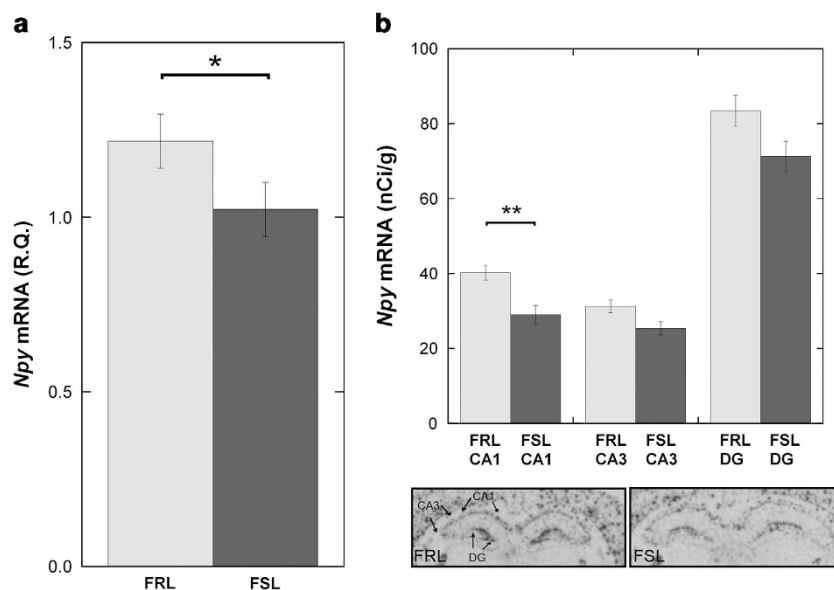 a
*
Npy mRNA (R.Q.)
1.5
1.0
0.5
0.0
FRL FSL
b
**
Npy mRNA (nCi/g)
100
80
60
40
20
0
FRL FSL FRL FSL FRL FSL
CA1 CA1 CA3 CA3 DG DG
CA3 CA1
FRL DG
FSL